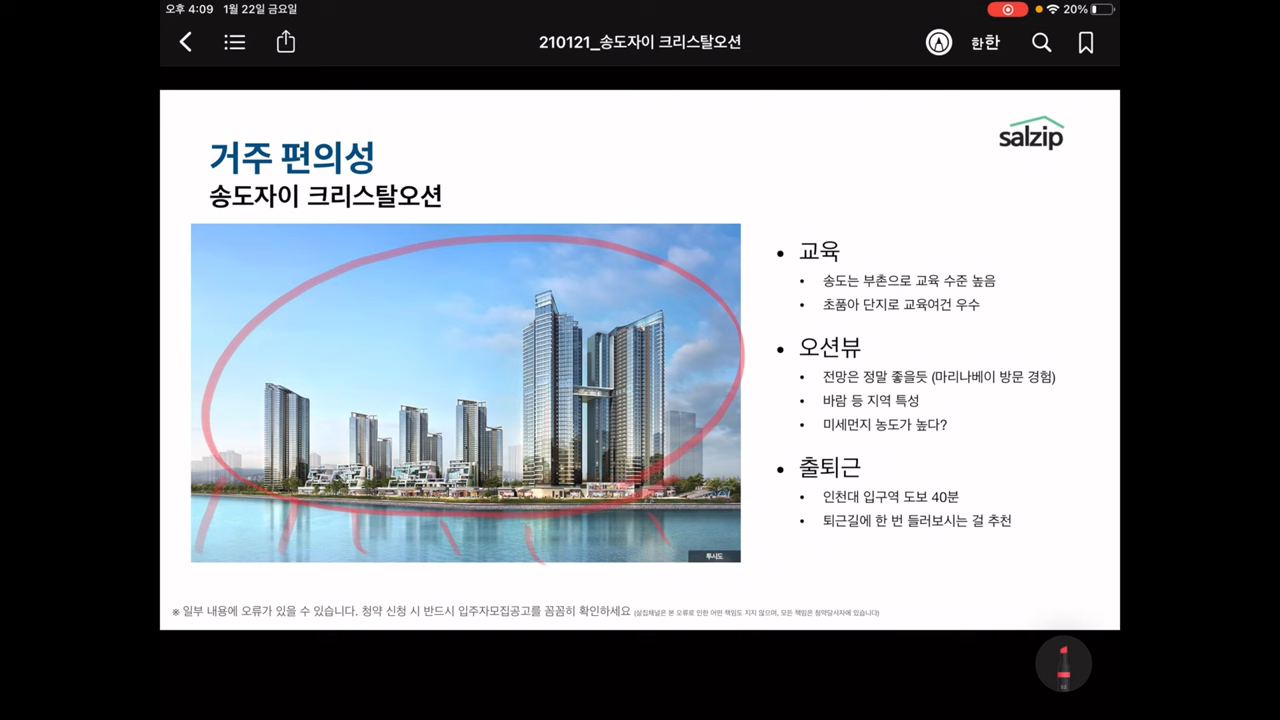 오후 4:09 1월 22일 금요일
20%
210121_송도자이 크리스탈오션
한한
salzip
거주 편의성
송도자이 크리스탈오션
투시도
• 교육
• 송도는 부촌으로 교육 수준 높음
• 초품아 단지로 교육여건 우수
• 오션뷰
• 전망은 정말 좋을듯 (마리나베이 방문 경험)
• 바람 등 지역 특성
• 미세먼지 농도가 높다?
• 출퇴근
• 인천대 입구역 도보 40분
• 퇴근길에 한 번 들러보시는 걸 추천
※ 일부 내용에 오류가 있을 수 있습니다. 청약 신청 시 반드시 입주자모집공고를 꼼꼼히 확인하세요 (살집채널은 본 오류로 인한 어떤 책임도 지지 않으며, 모든 책임은 청약당사자에 있습니다)